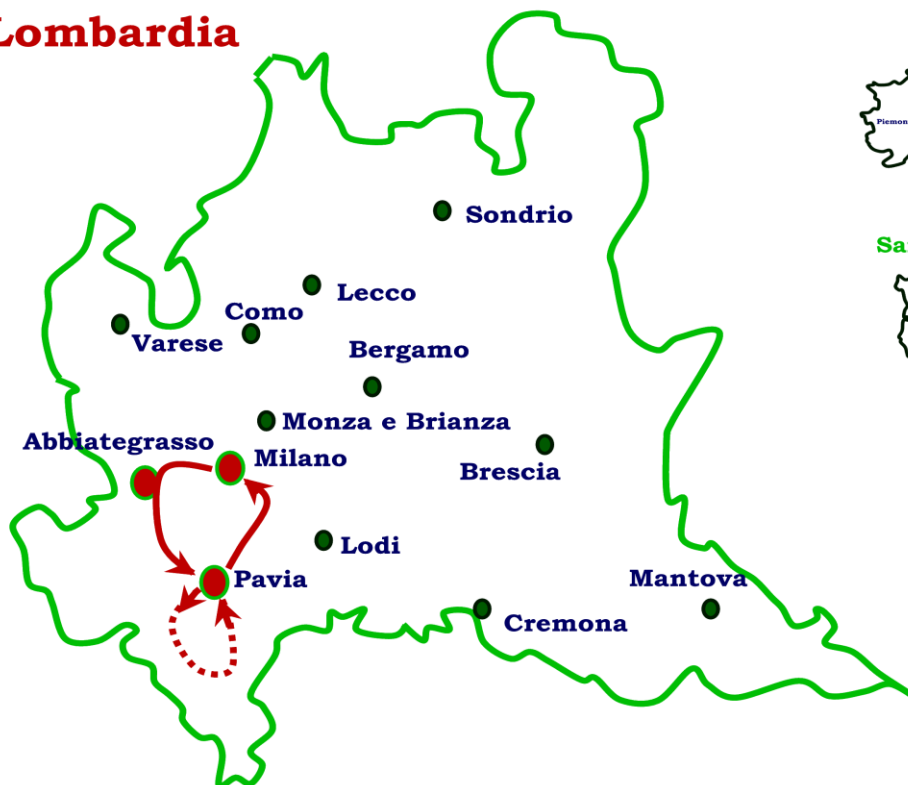 Lombardia
Sondrio
Lecco
Como
Varese
Bergamo
Monza e Brianza
Abbiategrasso
Milano
Brescia
Lodi
Pavia
Mantova
Cremona